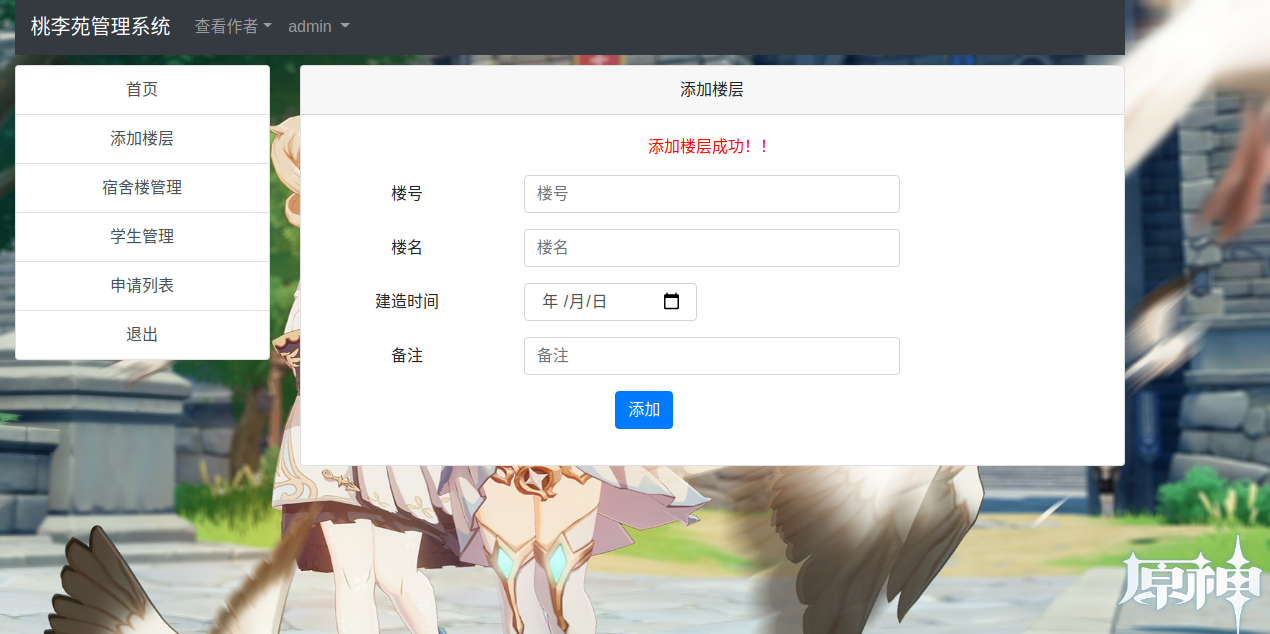 桃李苑管理系统 查看作者 admin
首页
添加楼层
宿舍楼管理
学生管理
申请列表
退出
添加楼层
添加楼层成功！！
楼号 楼号
楼名 楼名
建造时间 年 /月/日
备注 备注
添加
原神